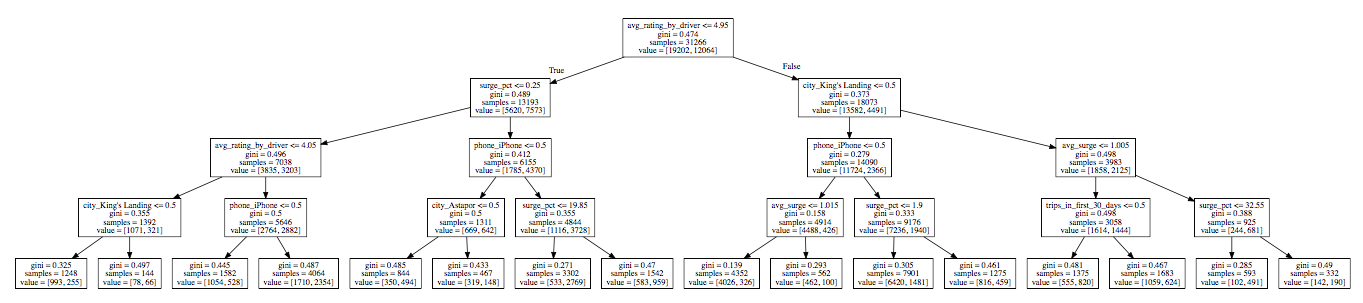 avg_rating_by_driver <= 4.95
gini = 0.474
samples = 31266
value = [19202, 12064]
True
False
surge_pct <= 0.25
gini = 0.489
samples = 13193
value = [5620, 7573]
city_King's Landing <= 0.5
gini = 0.373
samples = 18073
value = [13582, 4491]
avg_rating_by_driver <= 4.05
gini = 0.496
samples = 7038
value = [3835, 3203]
phone_iPhone <= 0.5
gini = 0.412
samples = 6155
value = [1785, 4370]
phone_iPhone <= 0.5
gini = 0.279
samples = 14090
value = [11724, 2366]
avg_surge <= 1.005
gini = 0.498
samples = 3983
value = [1858, 2125]
city_King's Landing <= 0.5
gini = 0.355
samples = 1392
value = [1071, 321]
phone_iPhone <= 0.5
gini = 0.5
samples = 5646
value = [2764, 2882]
city_Astapor <= 0.5
gini = 0.5
samples = 1311
value = [669, 642]
surge_pct <= 19.85
gini = 0.355
samples = 4844
value = [1116, 3728]
avg_surge <= 1.015
gini = 0.158
samples = 4914
value = [4488, 426]
surge_pct <= 1.9
gini = 0.333
samples = 9176
value = [7236, 1940]
trips_in_first_30_days <= 0.5
gini = 0.498
samples = 3058
value = [1614, 1444]
surge_pct <= 32.55
gini = 0.388
samples = 925
value = [244, 681]
gini = 0.325
samples = 1248
value = [993, 255]
gini = 0.497
samples = 144
value = [78, 66]
gini = 0.445
samples = 1582
value = [1054, 528]
gini = 0.487
samples = 4064
value = [1710, 2354]
gini = 0.485
samples = 844
value = [350, 494]
gini = 0.433
samples = 467
value = [319, 148]
gini = 0.271
samples = 3302
value = [533, 2769]
gini = 0.47
samples = 1542
value = [583, 959]
gini = 0.139
samples = 4352
value = [4026, 326]
gini = 0.293
samples = 562
value = [462, 100]
gini = 0.305
samples = 7901
value = [6420, 1481]
gini = 0.461
samples = 1275
value = [816, 459]
gini = 0.481
samples = 1375
value = [555, 820]
gini = 0.467
samples = 1683
value = [1059, 624]
gini = 0.285
samples = 593
value = [102, 491]
gini = 0.49
samples = 332
value = [142, 190]